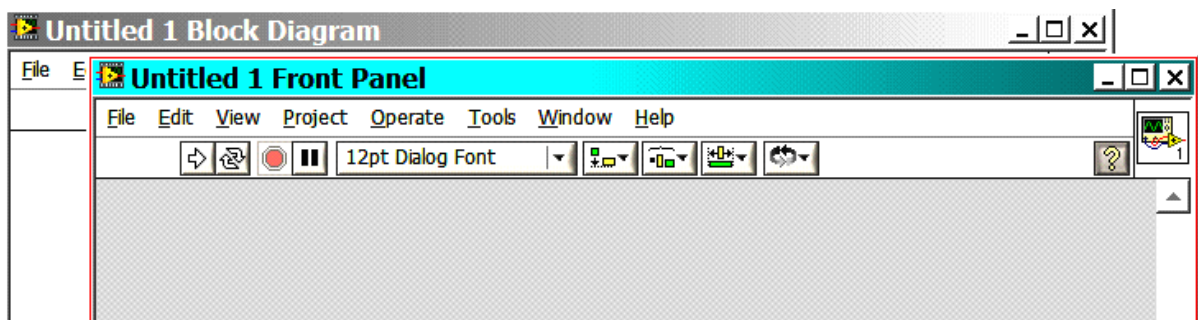 Untitled 1 Block Diagram
File E
Untitled 1 Front Panel
File Edit View Project Operate Tools Window Help
12pt Dialog Font
?
1